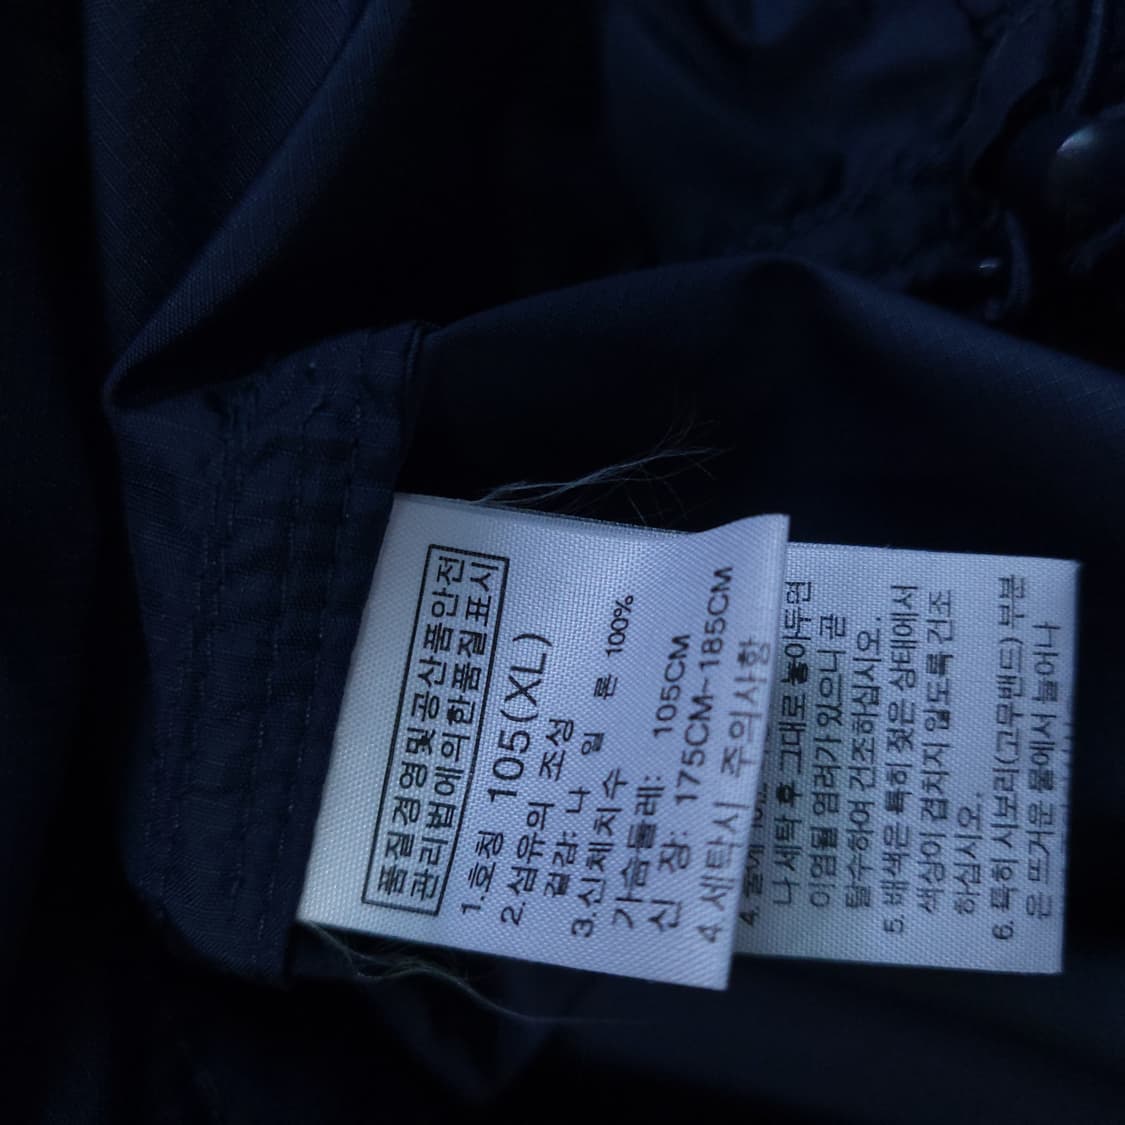 품질경영및공산품안전
관리법에의한품질표시
1.호칭 105(XL)
2.섬유의 조성
겉감: 나 일 론 100%
3.신체치수
가슴둘레: 105CM
신 장: 175CM~185CM
4.세탁시 주의사항
4. 물에
나 세탁 후 그대로 놓아두면
이염될 염려가 있으니 곧
탈수하여 건조하십시오.
5. 배색은 특히 젖은 상태에서
색상이 겹치지 않도록 건조
하십시오.
6. 특히 시보리(고무밴드) 부분
은 뜨거운 물에서 늘어나